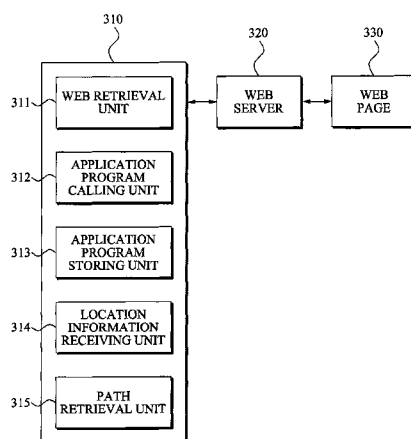 310
320
330
311
WEB RETRIEVAL
UNIT
WEB
SERVER
WEB
PAGE
312
APPLICATION
PROGRAM
CALLING UNIT
313
APPLICATION
PROGRAM
STORING UNIT
314
LOCATION
INFORMATION
RECEIVING UNIT
315
PATH
RETRIEVAL UNIT